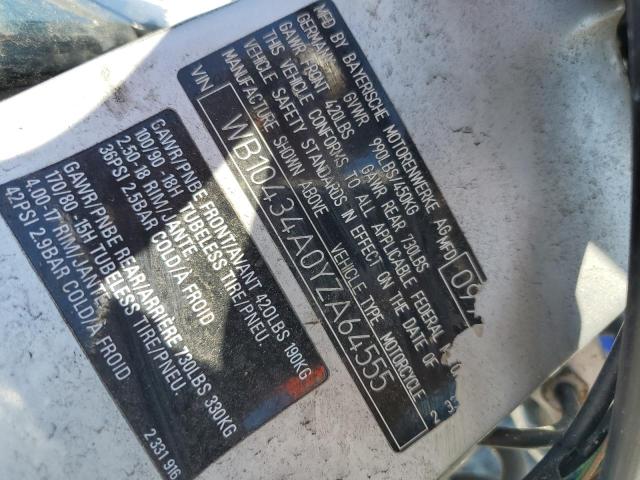 MFD BY BAYERISCHE MOTORENWERKE AG MFD 09
GERMANY GVWR 990LBS/450KG
GAWR FRONT 420LBS GAWR REAR 730LBS
THIS VEHICLE CONFORMS TO ALL APPLICABLE FEDERAL
VEHICLE SAFETY STANDARDS IN EFFECT ON THE DATE OF
MANUFACTURE SHOWN ABOVE VEHICLE TYPE MOTORCYCLE
VIN WB10434A0YZA64555
GAWR/PNBE FRONT/AVANT 420LBS 190KG
100/90 -18H TUBELESS TIRE/PNEU.
2.50-18 RIM/JANTE
36PSI 2.5BAR COLD/A FROID
GAWR/PNBE REAR/ARRIÈRE 730LBS 330KG
170/80 -15H TUBELESS TIRE/PNEU.
4.00-17 RIM/JANTE
42PSI 2.9BAR COLD/A FROID
2 331 916